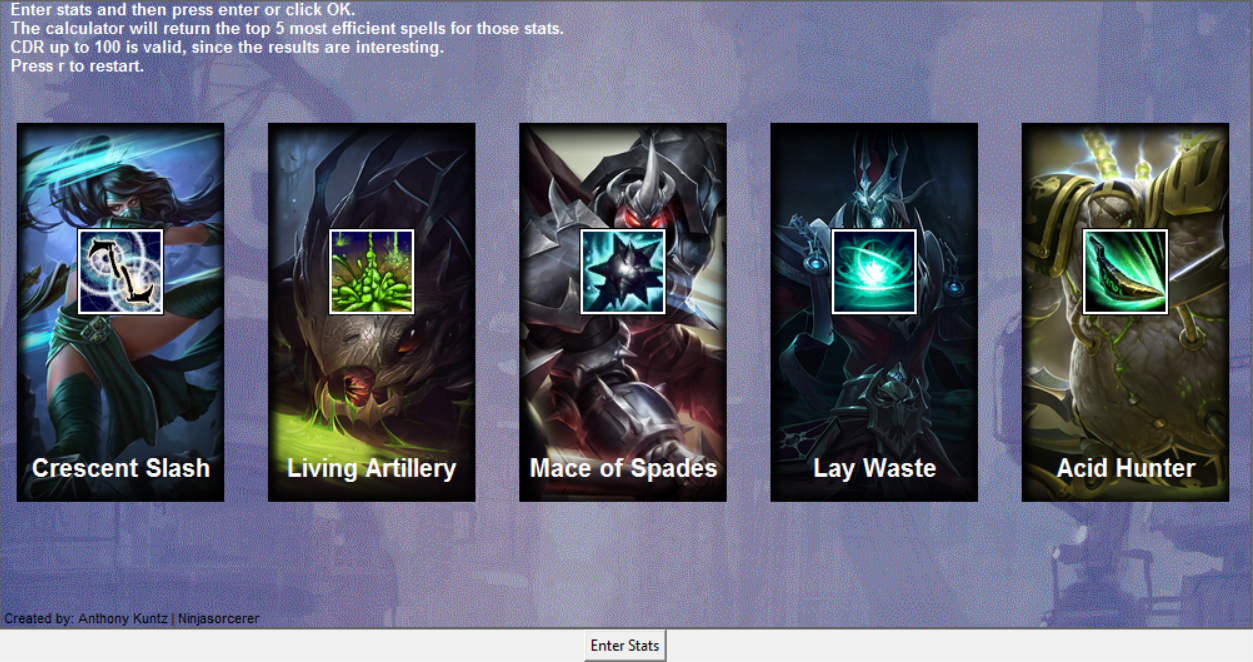 Enter stats and then press enter or click OK.
The calculator will return the top 5 most efficient spells for those stats.
CDR up to 100 is valid, since the results are interesting.
Press r to restart.
Crescent Slash
Living Artillery
Mace of Spades
Lay Waste
Acid Hunter
Created by: Anthony Kuntz | Ninjasorcerer
Enter Stats